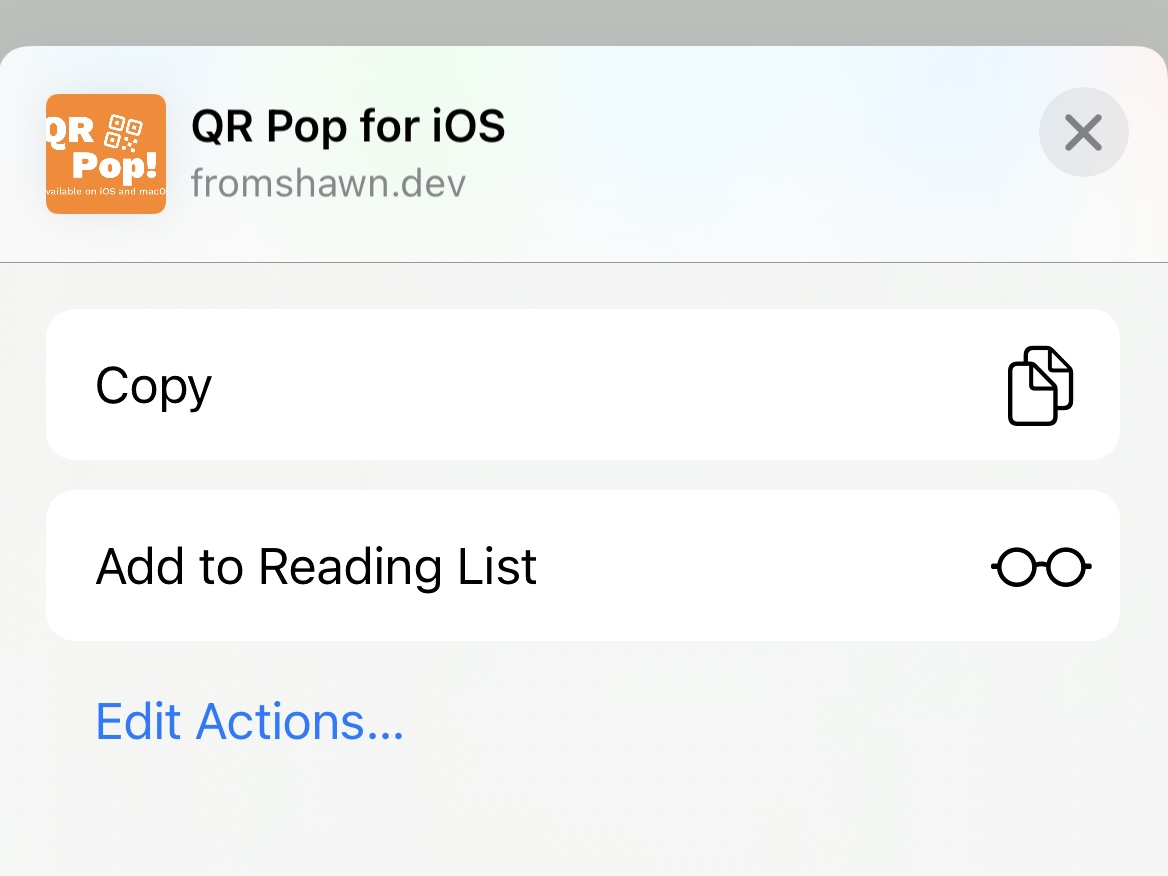 QR
Pop!
vailable on iOS and macO
QR Pop for iOS
fromshawn.dev
Copy
Add to Reading List
Edit Actions...